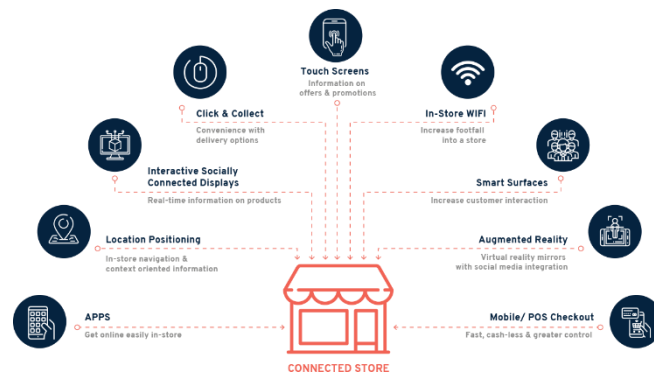 Touch Screens
Information on
offers & promotions
Click & Collect
Convenience with
delivery options
In-Store WIFI
Increase footfall
into a store
Interactive Socially
Connected Displays
Real-time information on products
Smart Surfaces
Increase customer interaction
Location Positioning
In-store navigation &
context oriented information
Augmented Reality
Virtual reality mirrors
with social media integration
APPS
Get online easily in-store
Mobile/ POS Checkout
Fast, cash-less & greater control
CONNECTED STORE